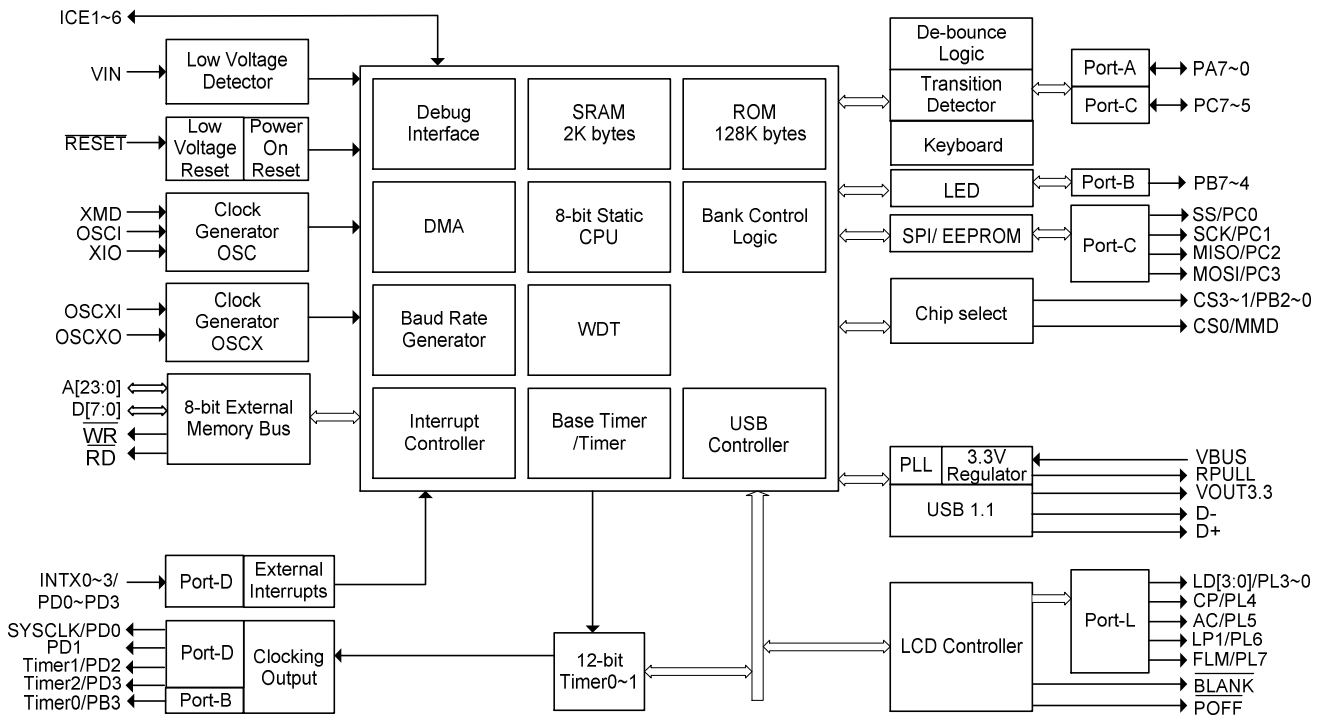 ICE1~6
VIN
Low Voltage
Detector
RESET
Low
Voltage
Reset
Power
On
Reset
XMD
OSCI
XIO
Clock
Generator
OSC
OSCXI
OSCXO
Clock
Generator
OSCX
A[23:0]
D[7:0]
WR
RD
8-bit External
Memory Bus
INTX0~3/
PD0~PD3
Port-D
External
Interrupts
SYSCLK/PD0
PD1
Timer1/PD2
Timer2/PD3
Timer0/PB3
Port-D
Port-B
Clocking
Output
Debug
Interface
SRAM
2K bytes
ROM
128K bytes
DMA
8-bit Static
CPU
Bank Control
Logic
Baud Rate
Generator
WDT
Interrupt
Controller
Base Timer
/Timer
USB
Controller
12-bit
Timer0~1
De-bounce
Logic
Transition
Detector
Keyboard
Port-A
Port-C
PA7~0
PC7~5
LED
Port-B
PB7~4
SPI/ EEPROM
Port-C
SS/PC0
SCK/PC1
MISO/PC2
MOSI/PC3
Chip select
CS3~1/PB2~0
CS0/MMD
PLL
3.3V
Regulator
USB 1.1
VBUS
RPULL
VOUT3.3
D-
D+
LCD Controller
Port-L
LD[3:0]/PL3~0
CP/PL4
AC/PL5
LP1/PL6
FLM/PL7
BLANK
POFF